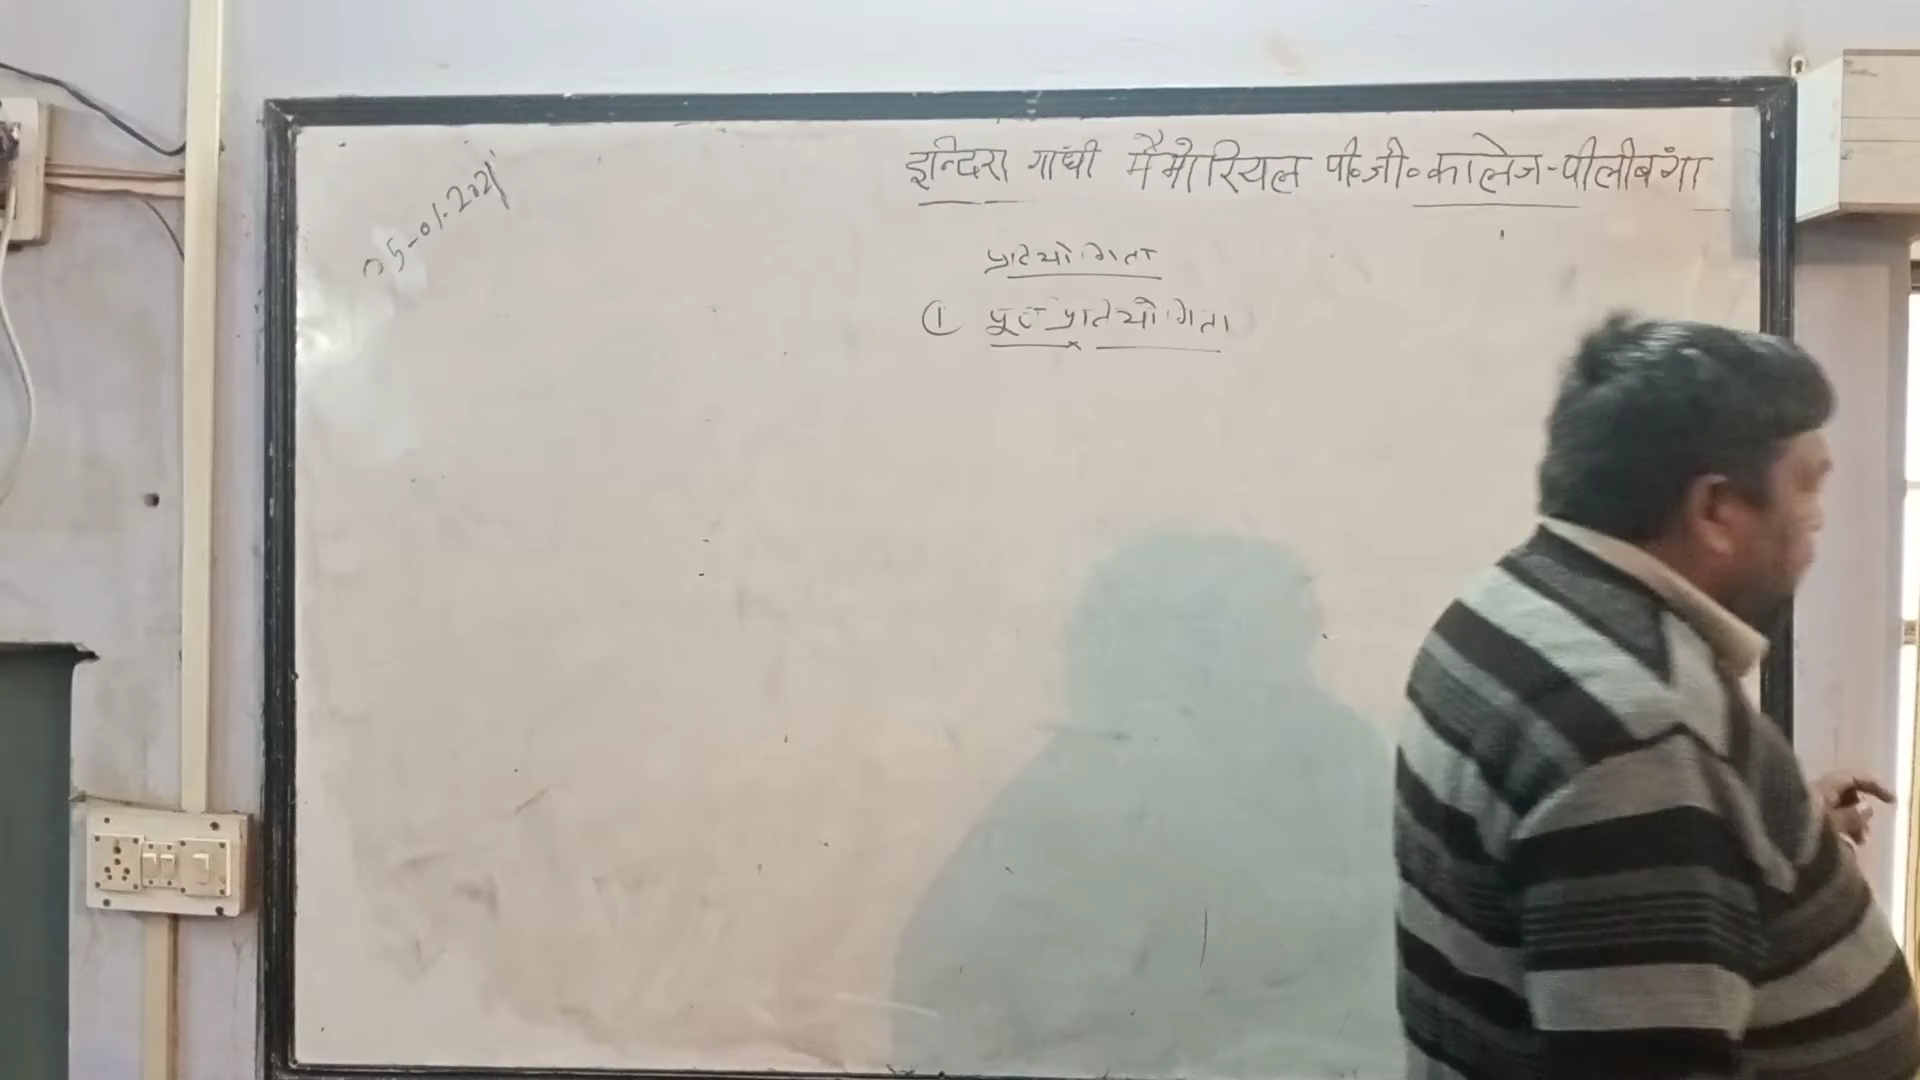 05-01-2021
इन्दिरा गांधी मैमोरियल पी॰जी॰कालेज-पीलीबंगा
प्रतियोगिता
① पूर्ण प्रतियोगिता